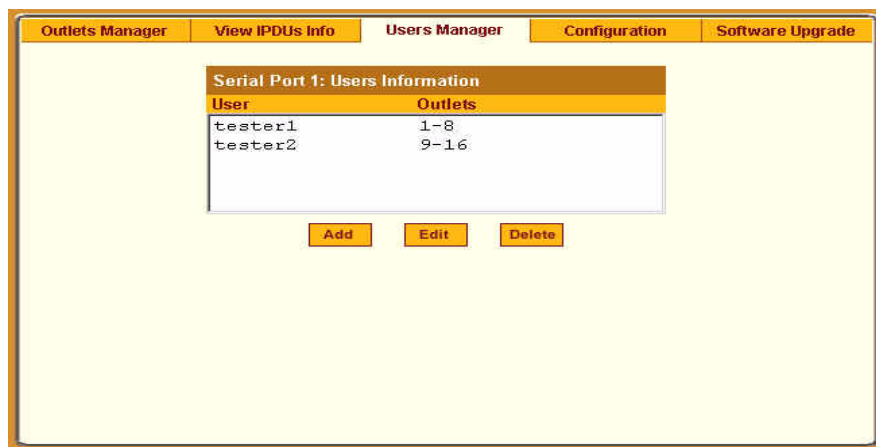 Outlets Manager View IPDUs Info Users Manager Configuration Software Upgrade
Serial Port 1: Users Information
User Outlets
tester1 1-8
tester2 9-16
Add Edit Delete